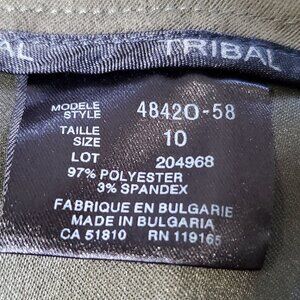 BAL TRIBAL
MODELE
STYLE 48420-58
TAILLE
SIZE 10
LOT 204968
97% POLYESTER
3% SPANDEX
FABRIQUE EN BULGARIE
MADE IN BULGARIA
CA 51810 RN 119165